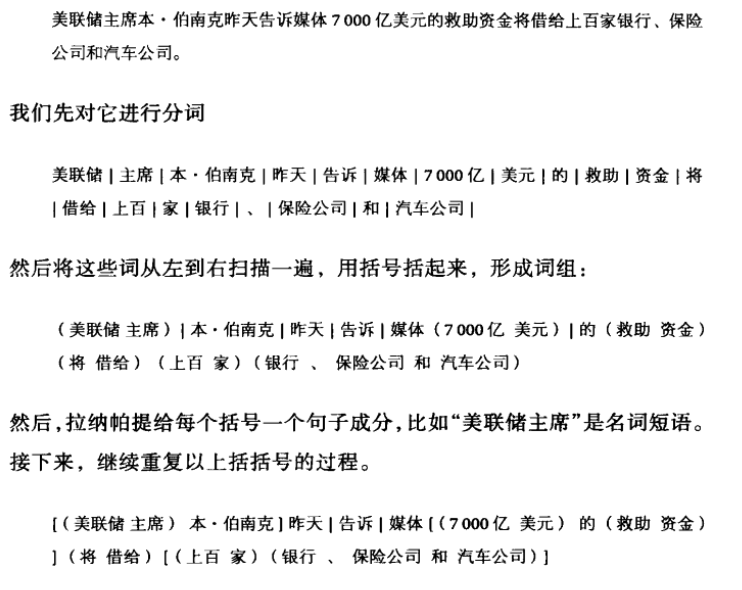 美联储主席本·伯南克昨天告诉媒体 7 000 亿美元的救助资金将借给上百家银行、保险
公司和汽车公司。
我们先对它进行分词
美联储 | 主席 | 本·伯南克 | 昨天 | 告诉 | 媒体 | 7 000 亿 | 美元 | 的 | 救助 | 资金 | 将
| 借给 | 上百 | 家 | 银行 | 、 | 保险公司 | 和 | 汽车公司 |
然后将这些词从左到右扫描一遍，用括号括起来，形成词组：
（美联储 主席）| 本·伯南克 | 昨天 | 告诉 | 媒体（7 000 亿 美元）| 的（救助 资金）
（将 借给）（上百 家）（银行 、 保险公司 和 汽车公司）
然后，拉纳帕提给每个括号一个句子成分，比如“美联储主席”是名词短语。
接下来，继续重复以上括括号的过程。
[（美联储 主席） 本·伯南克] 昨天 | 告诉 | 媒体 [（7 000 亿 美元） 的（救助 资金）
]（将 借给）[（上百 家）（银行 、 保险公司 和 汽车公司）]